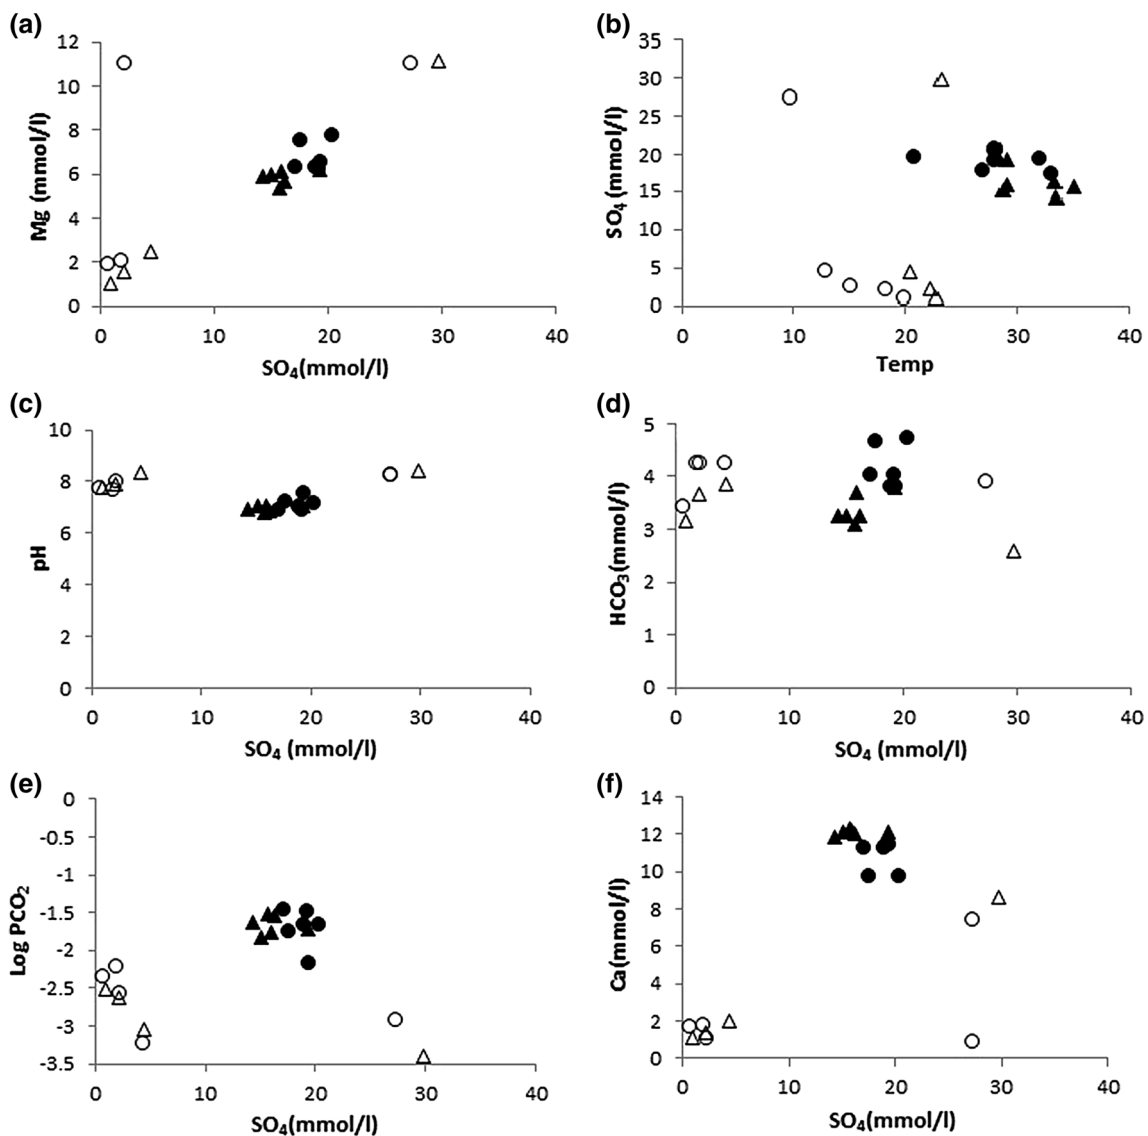 (a)
12
10
8
6
4
2
0
Mg (mmol/l)
0 10 20 30 40
SO₄(mmol/l)
(b)
35
30
25
20
15
10
5
0
SO₄ (mmol/l)
0 10 20 30 40
Temp
(c)
10
8
6
4
2
0
pH
0 10 20 30 40
SO₄ (mmol/l)
(d)
5
4
3
2
1
0
HCO₃(mmol/l)
0 10 20 30 40
SO₄ (mmol/l)
(e)
0
-0.5
-1
-1.5
-2
-2.5
-3
-3.5
Log PCO₂
0 10 20 30 40
SO₄(mmol/l)
(f)
14
12
10
8
6
4
2
0
Ca(mmol/l)
0 10 20 30 40
SO₄(mmol/l)